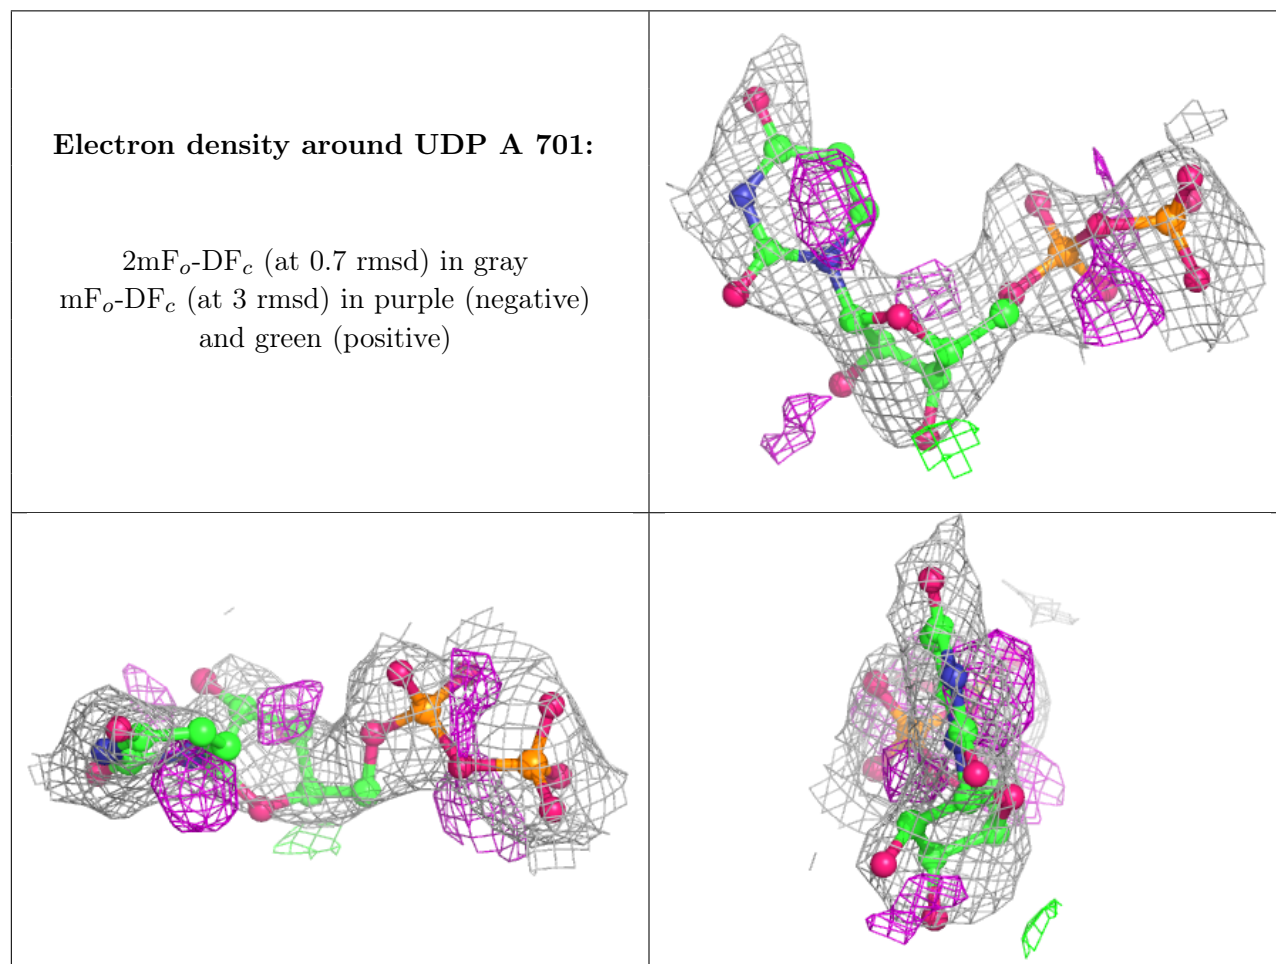 Electron density around UDP A 701:
2mFo-DFc (at 0.7 rmsd) in gray
mFo-DFc (at 3 rmsd) in purple (negative)
and green (positive)